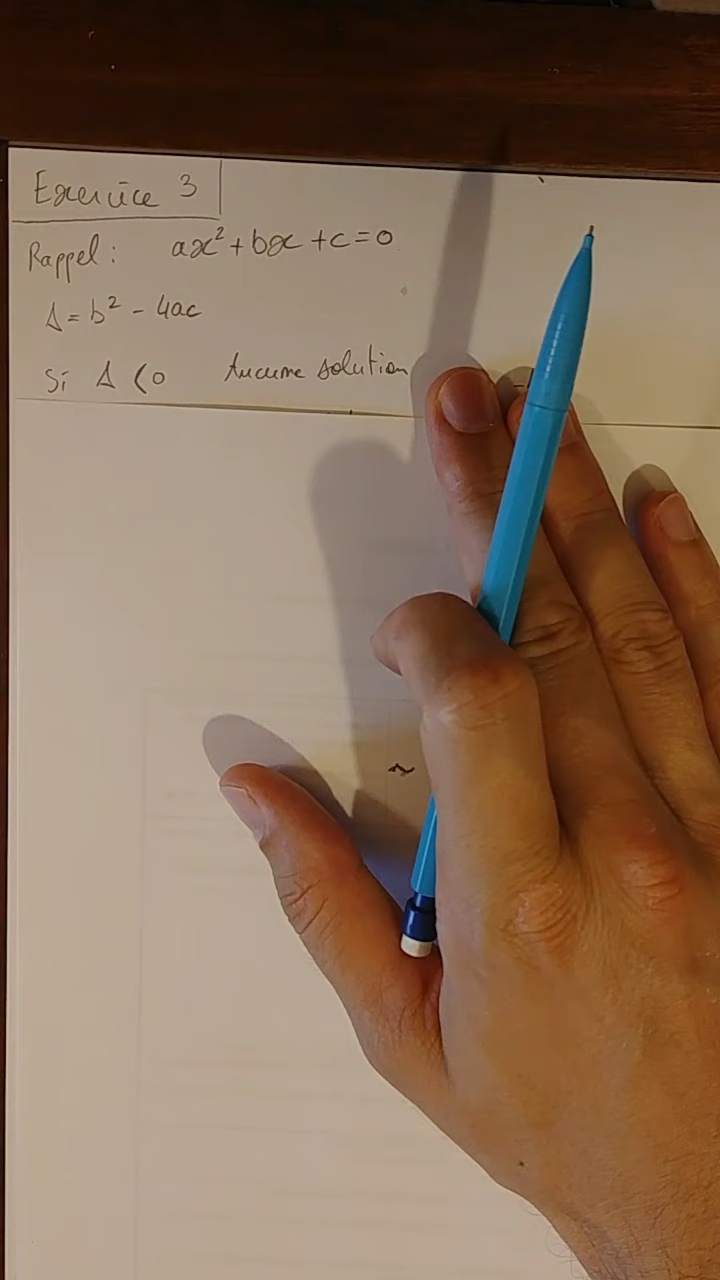 Exercice 3
Rappel : ax² + bx + c = 0
Δ = b² - 4ac
Si Δ < 0 Aucune solution